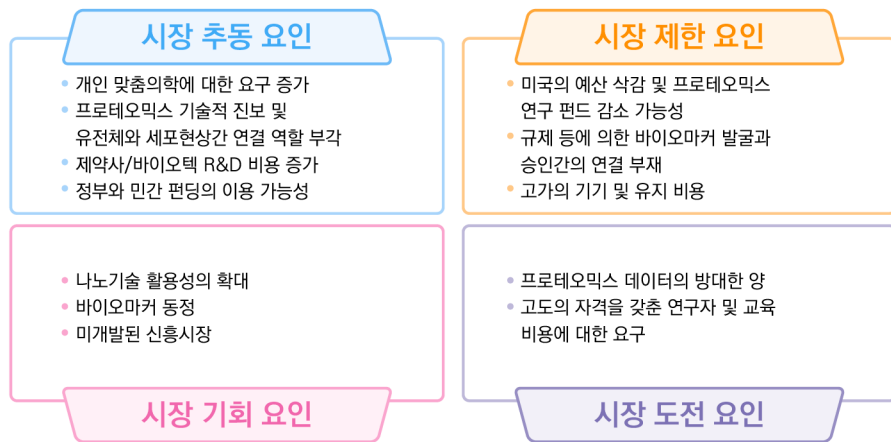 시장 추동 요인
• 개인 맞춤의학에 대한 요구 증가
• 프로테오믹스 기술적 진보 및
유전체와 세포현상간 연결 역할 부각
• 제약사/바이오텍 R&D 비용 증가
• 정부와 민간 펀딩의 이용 가능성
시장 제한 요인
• 미국의 예산 삭감 및 프로테오믹스
연구 펀드 감소 가능성
• 규제 등에 의한 바이오마커 발굴과
승인간의 연결 부재
• 고가의 기기 및 유지 비용
• 나노기술 활용성의 확대
• 바이오마커 동정
• 미개발된 신흥시장
시장 기회 요인
• 프로테오믹스 데이터의 방대한 양
• 고도의 자격을 갖춘 연구자 및 교육
비용에 대한 요구
시장 도전 요인